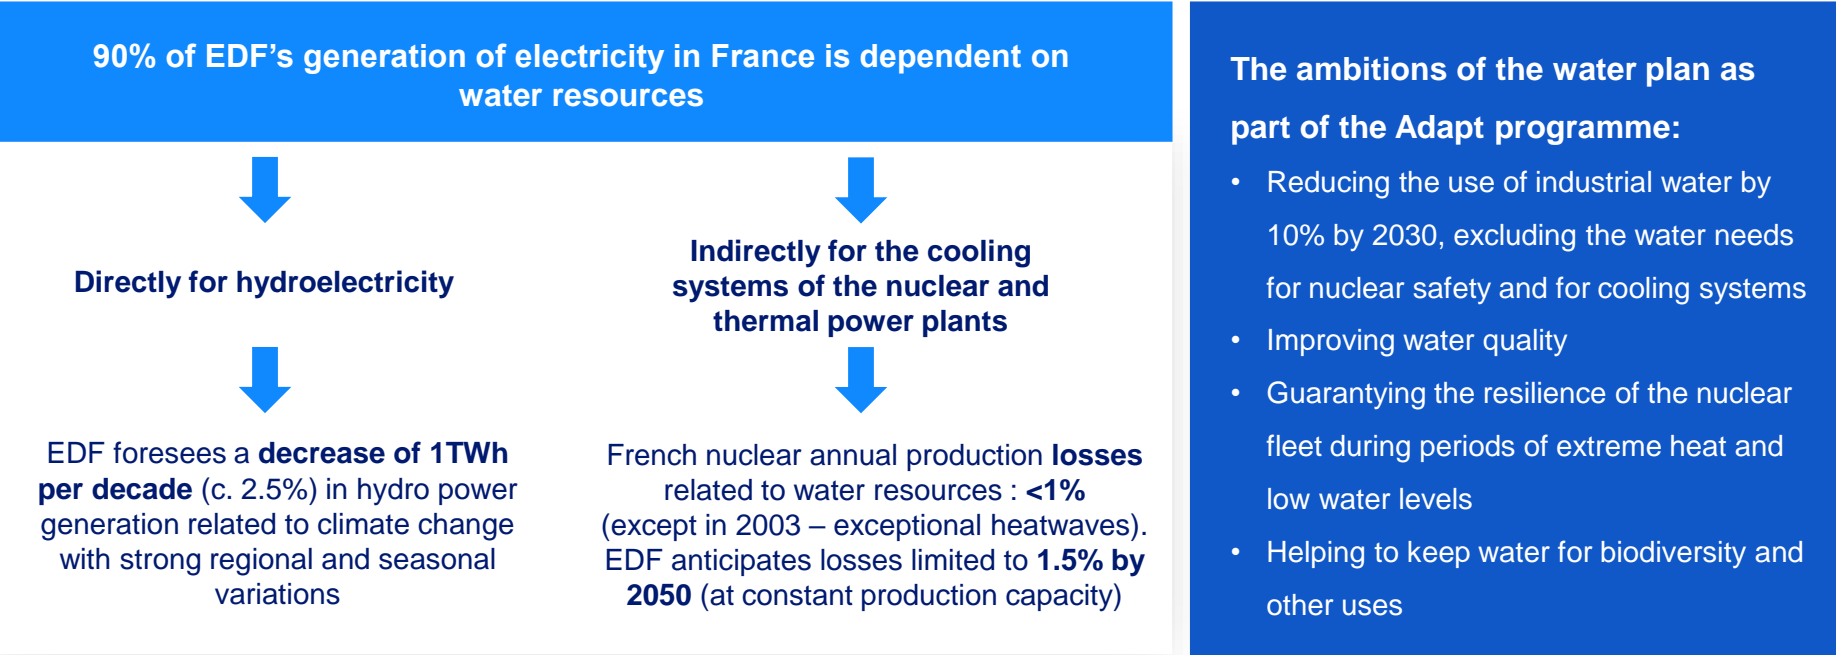 90% of EDF’s generation of electricity in France is dependent on
water resources
Directly for hydroelectricity
EDF foresees a decrease of 1TWh
per decade (c. 2.5%) in hydro power
generation related to climate change
with strong regional and seasonal
variations
Indirectly for the cooling
systems of the nuclear and
thermal power plants
French nuclear annual production losses
related to water resources : <1%
(except in 2003 – exceptional heatwaves).
EDF anticipates losses limited to 1.5% by
2050 (at constant production capacity)
The ambitions of the water plan as
part of the Adapt programme:
• Reducing the use of industrial water by
10% by 2030, excluding the water needs
for nuclear safety and for cooling systems
• Improving water quality
• Guarantying the resilience of the nuclear
fleet during periods of extreme heat and
low water levels
• Helping to keep water for biodiversity and
other uses